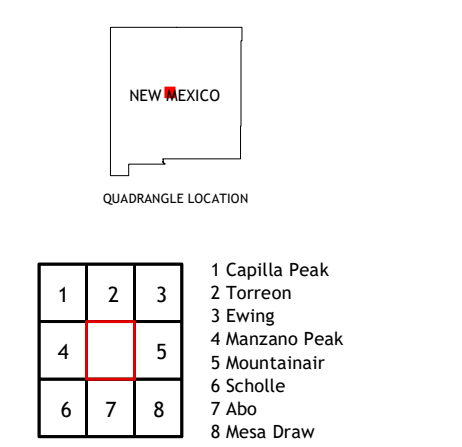 NEW MEXICO
QUADRANGLE LOCATION
1 2 3
4 5
6 7 8
1 Capilla Peak
2 Torreon
3 Ewing
4 Manzano Peak
5 Mountainair
6 Scholle
7 Abo
8 Mesa Draw